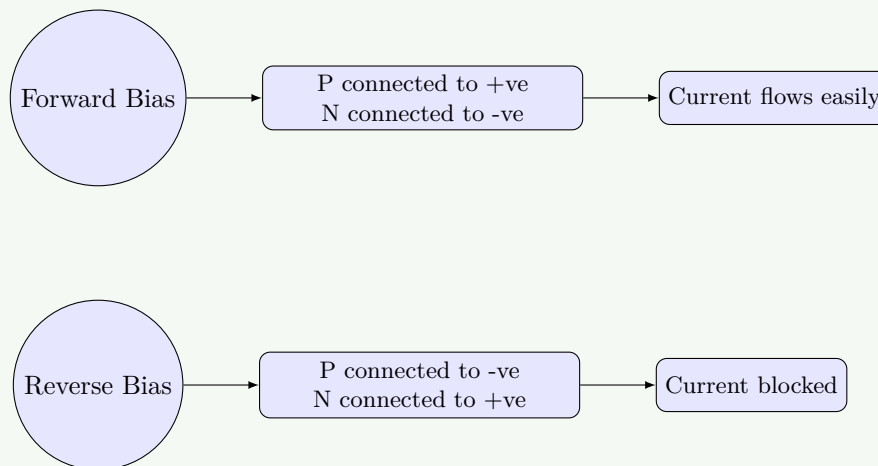 Forward Bias
P connected to +ve
N connected to -ve
Current flows easily
Reverse Bias
P connected to -ve
N connected to +ve
Current blocked